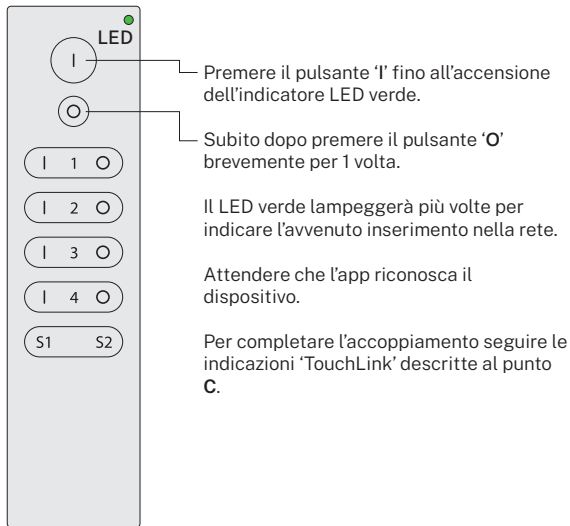 LED
I
O
I 1 O
I 2 O
I 3 O
I 4 O
S1 S2
Premere il pulsante ‘I’ fino all’accensione
dell’indicatore LED verde.
Subito dopo premere il pulsante ‘O’
brevemente per 1 volta.
Il LED verde lampeggerà più volte per
indicare l’avvenuto inserimento nella rete.
Attendere che l’app riconosca il
dispositivo.
Per completare l’accoppiamento seguire le
indicazioni ‘TouchLink’ descritte al punto
C.